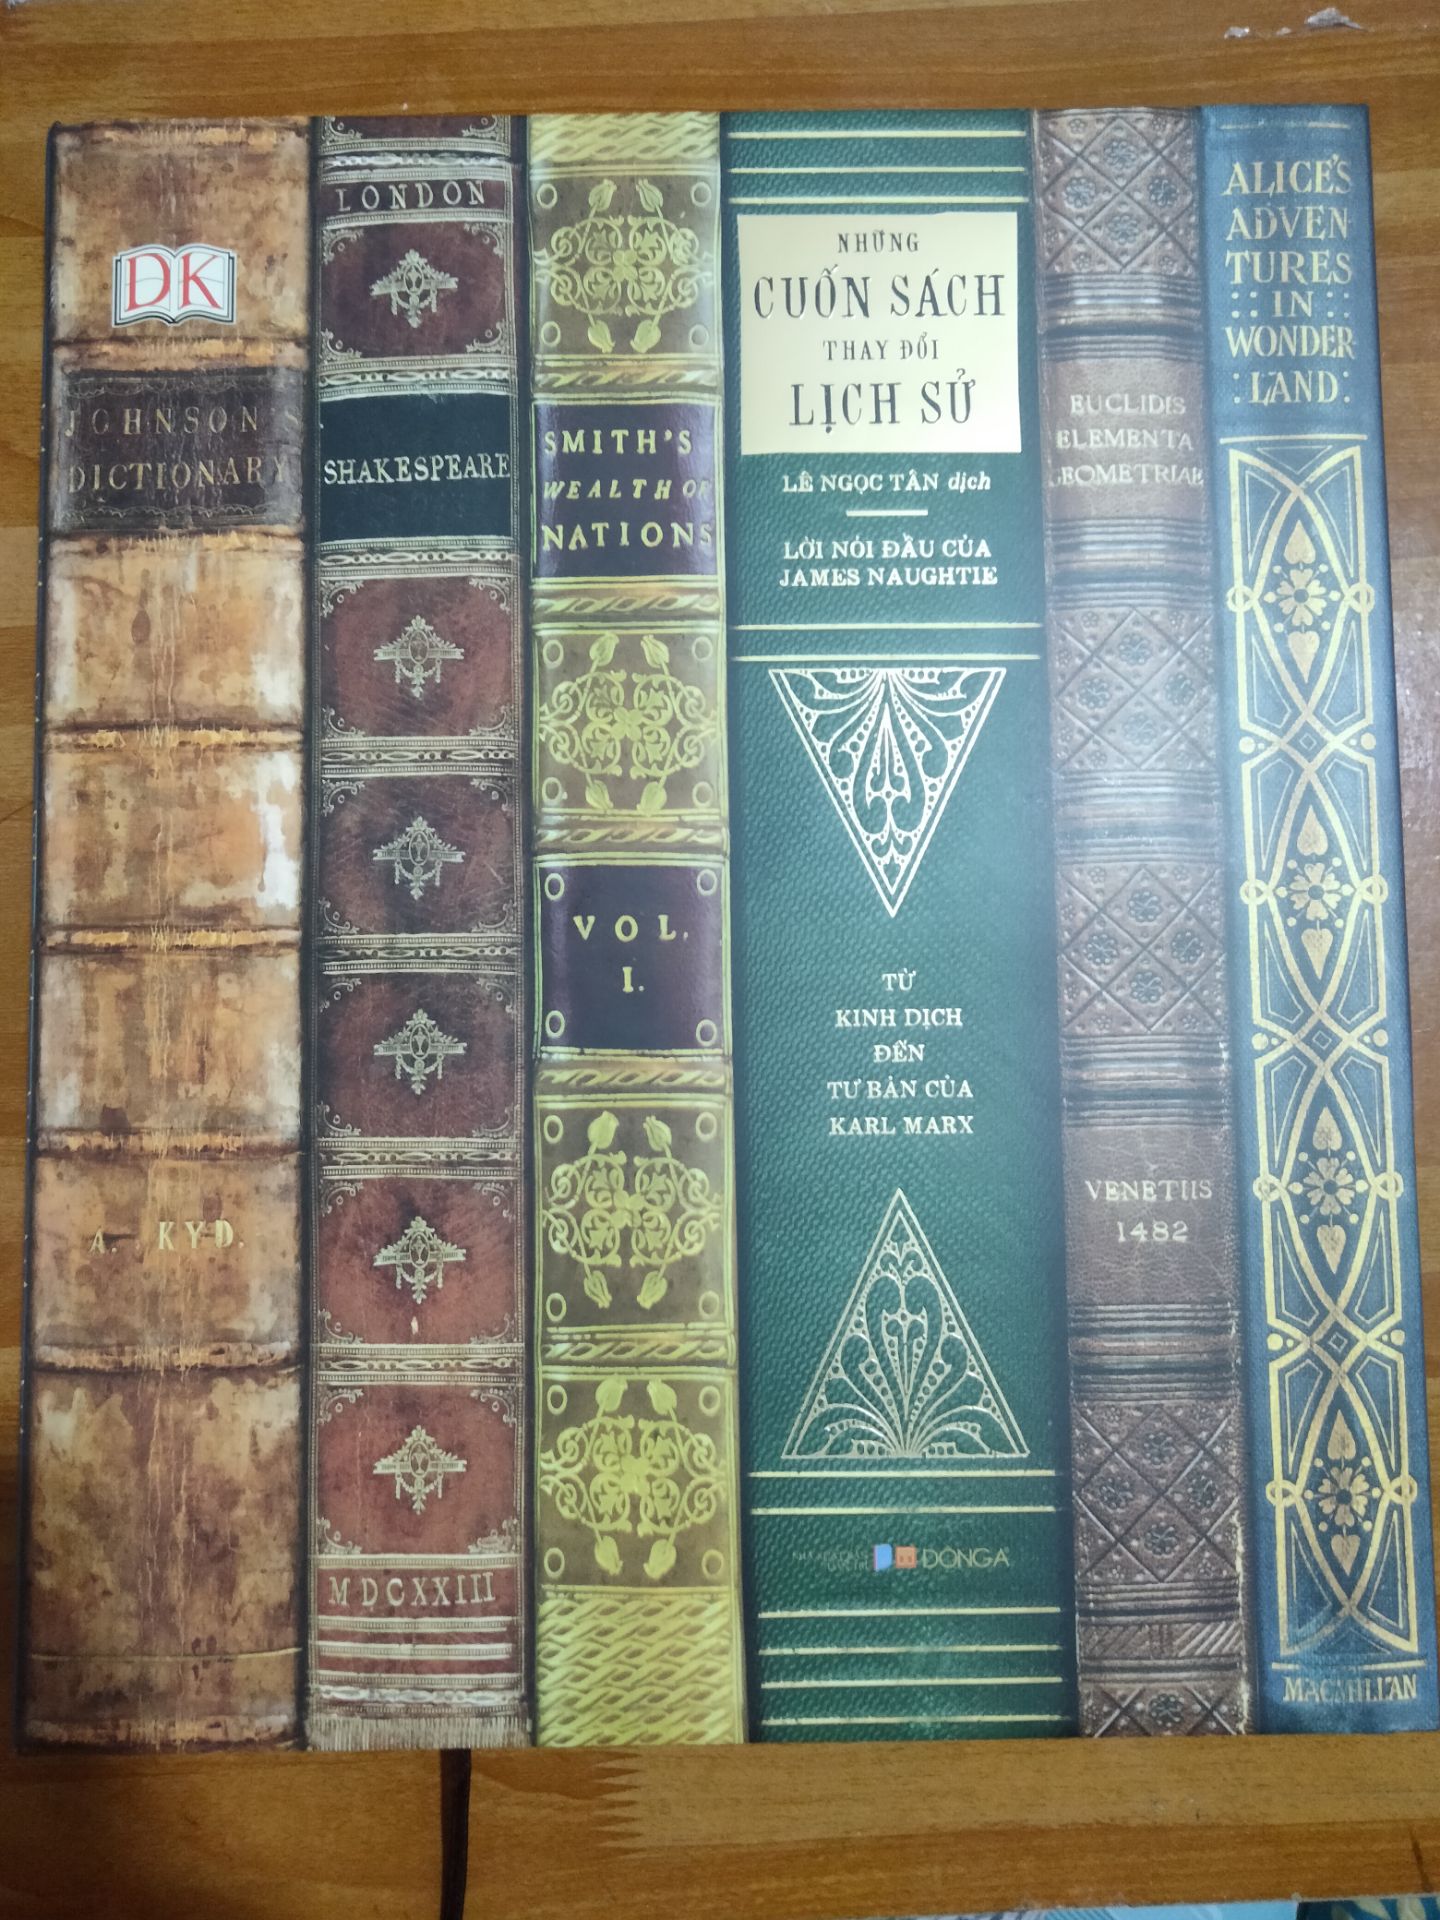 DK
JOHNSON'S
DICTIONARY
A. KYD.
LONDON
SHAKESPEARE
MDCXXIII
SMITH'S
WEALTH OF
NATIONS
VOL.
I.
NHỮNG
CUỐN SÁCH
THAY ĐỔI
LỊCH SỬ
LÊ NGỌC TÂN dịch
LỜI NÓI ĐẦU CỦA
JAMES NAUGHTIE
TỪ
KINH DỊCH
ĐẾN
TƯ BẢN CỦA
KARL MARX
ĐÔNG A
EUCLIDIS
ELEMENTA
GEOMETRIAE
VENETIIS
1482
ALICE'S
ADVEN
TURES
IN
WONDER
LAND
MACMILLAN